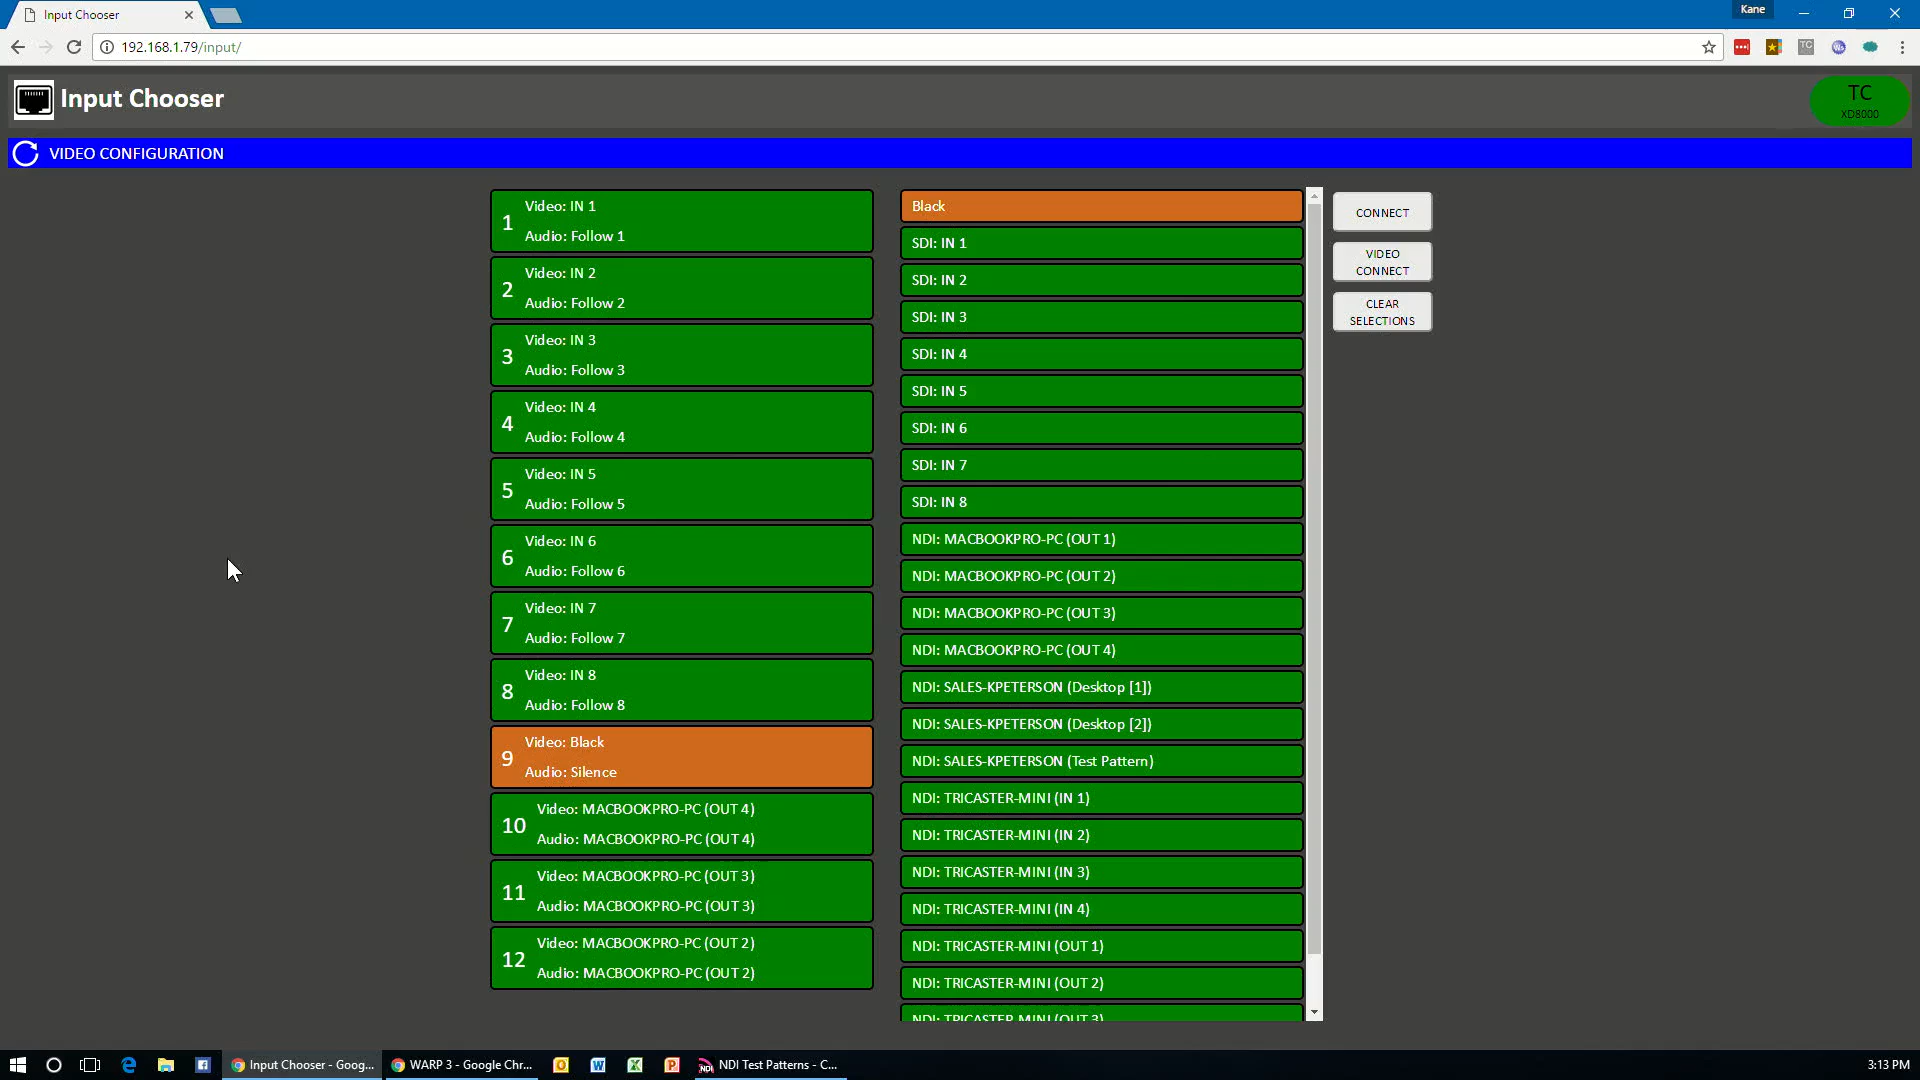 Input Chooser
Kane
192.168.1.79/input/
Input Chooser
TC
XD8000
VIDEO CONFIGURATION
1
Video: IN 1
Audio: Follow 1
2
Video: IN 2
Audio: Follow 2
3
Video: IN 3
Audio: Follow 3
4
Video: IN 4
Audio: Follow 4
5
Video: IN 5
Audio: Follow 5
6
Video: IN 6
Audio: Follow 6
7
Video: IN 7
Audio: Follow 7
8
Video: IN 8
Audio: Follow 8
9
Video: Black
Audio: Silence
10
Video: MACBOOKPRO-PC (OUT 4)
Audio: MACBOOKPRO-PC (OUT 4)
11
Video: MACBOOKPRO-PC (OUT 3)
Audio: MACBOOKPRO-PC (OUT 3)
12
Video: MACBOOKPRO-PC (OUT 2)
Audio: MACBOOKPRO-PC (OUT 2)
Black
SDI: IN 1
SDI: IN 2
SDI: IN 3
SDI: IN 4
SDI: IN 5
SDI: IN 6
SDI: IN 7
SDI: IN 8
NDI: MACBOOKPRO-PC (OUT 1)
NDI: MACBOOKPRO-PC (OUT 2)
NDI: MACBOOKPRO-PC (OUT 3)
NDI: MACBOOKPRO-PC (OUT 4)
NDI: SALES-KPETERSON (Desktop [1])
NDI: SALES-KPETERSON (Desktop [2])
NDI: SALES-KPETERSON (Test Pattern)
NDI: TRICASTER-MINI (IN 1)
NDI: TRICASTER-MINI (IN 2)
NDI: TRICASTER-MINI (IN 3)
NDI: TRICASTER-MINI (IN 4)
NDI: TRICASTER-MINI (OUT 1)
NDI: TRICASTER-MINI (OUT 2)
NDI: TRICASTER-MINI (OUT 3)
CONNECT
VIDEO
CONNECT
CLEAR
SELECTIONS
Input Chooser - Goog...
WARP 3 - Google Chr...
NDI Test Patterns - C...
3:13 PM